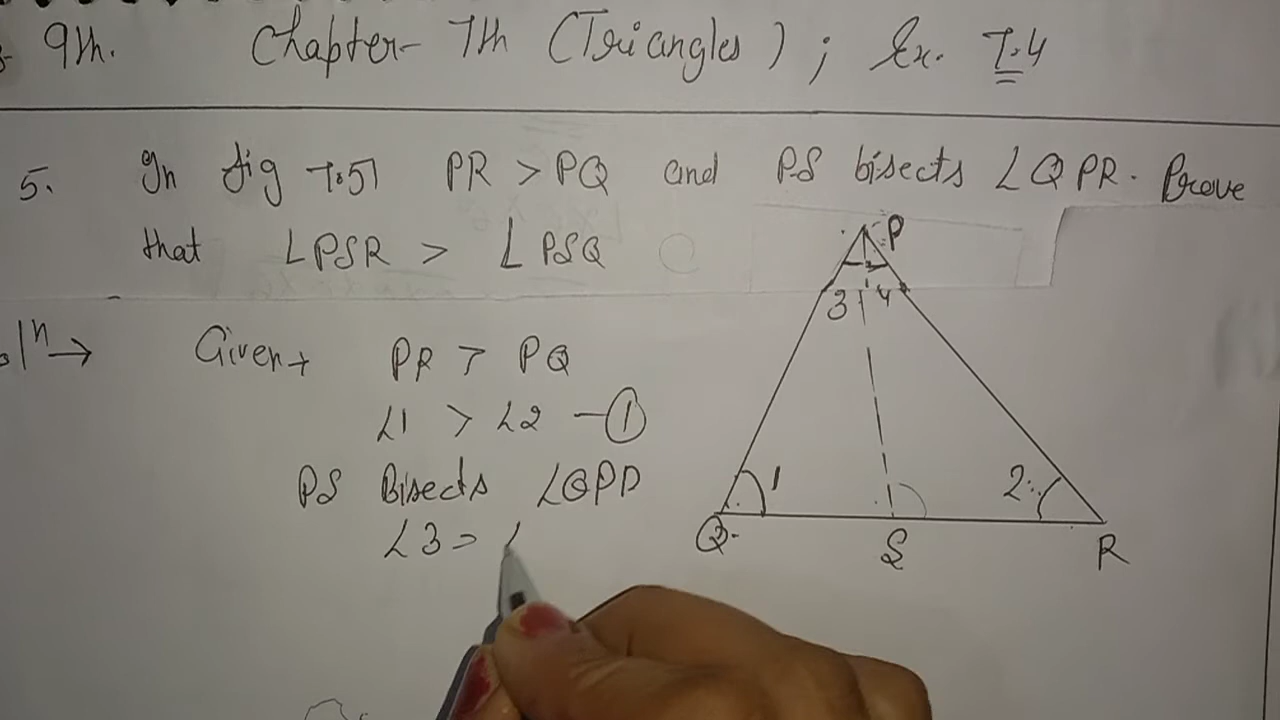 9th. Chapter- 7th (Triangles) ; Ex. 7.4
5. In fig 7.51 PR > PQ and PS bisects ∠QPR. Prove
that ∠PSR > ∠PSQ
P
3 4
Given → PR > PQ
∠1 > ∠2 - ①
PS Bisects ∠QPR
1 2
∠3 = ∠
Q S R